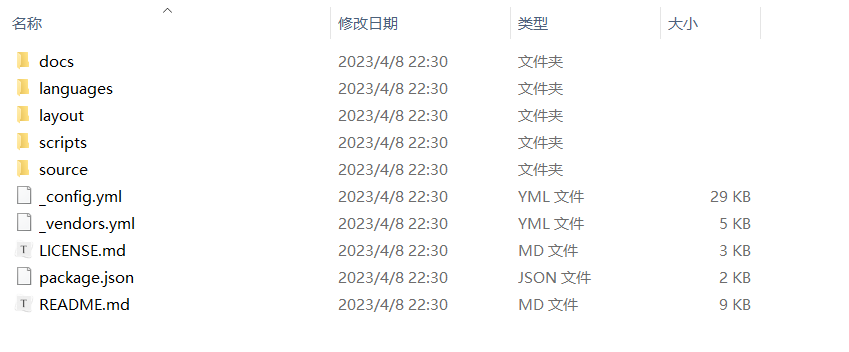 名称 修改日期 类型 大小
docs 2023/4/8 22:30 文件夹
languages 2023/4/8 22:30 文件夹
layout 2023/4/8 22:30 文件夹
scripts 2023/4/8 22:30 文件夹
source 2023/4/8 22:30 文件夹
_config.yml 2023/4/8 22:30 YML 文件 29 KB
_vendors.yml 2023/4/8 22:30 YML 文件 5 KB
T LICENSE.md 2023/4/8 22:30 MD 文件 3 KB
package.json 2023/4/8 22:30 JSON 文件 2 KB
T README.md 2023/4/8 22:30 MD 文件 9 KB